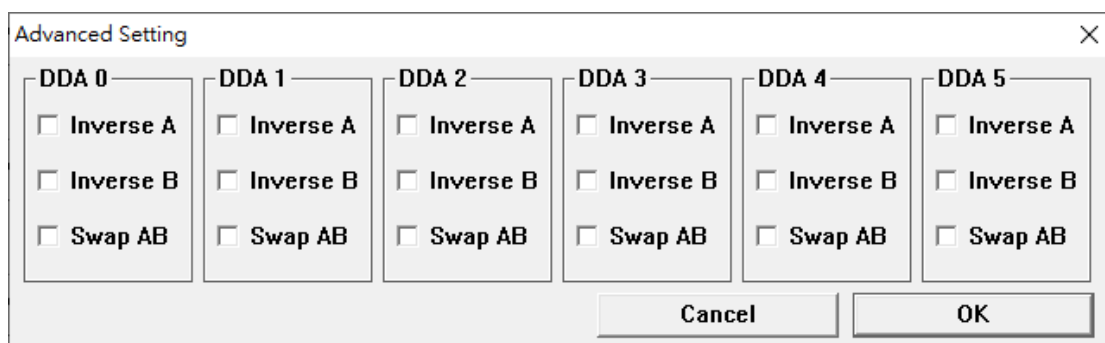 Advanced Setting
DDA 0 DDA 1 DDA 2 DDA 3 DDA 4 DDA 5
Inverse A Inverse A Inverse A Inverse A Inverse A Inverse A
Inverse B Inverse B Inverse B Inverse B Inverse B Inverse B
Swap AB Swap AB Swap AB Swap AB Swap AB Swap AB
Cancel OK